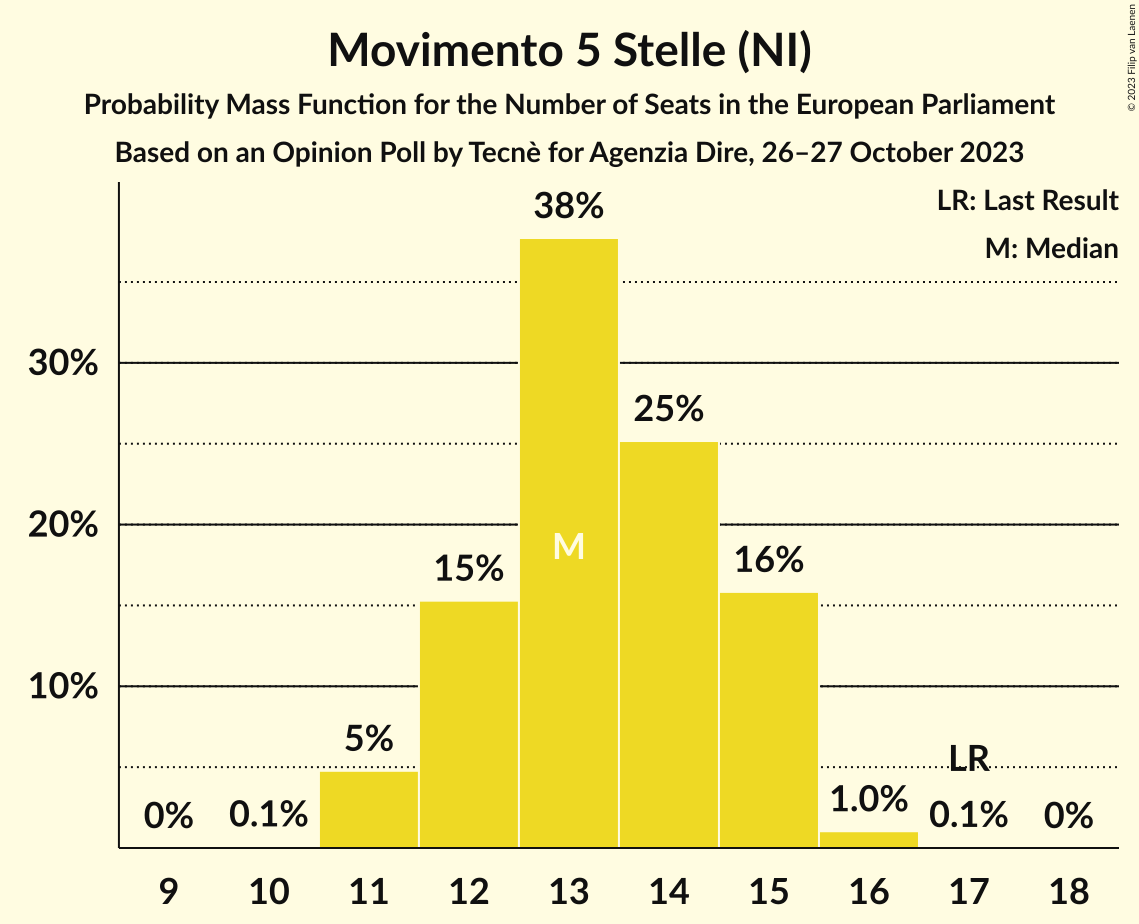 Movimento 5 Stelle (NI)
Probability Mass Function for the Number of Seats in the European Parliament
Based on an Opinion Poll by Tecnè for Agenzia Dire, 26–27 October 2023
© 2023 Filip van Laenen
LR: Last Result
M: Median
30%
20%
10%
0%
0.1%
5%
15%
38%
M
25%
16%
1.0%
LR
0.1%
0%
9 10 11 12 13 14 15 16 17 18